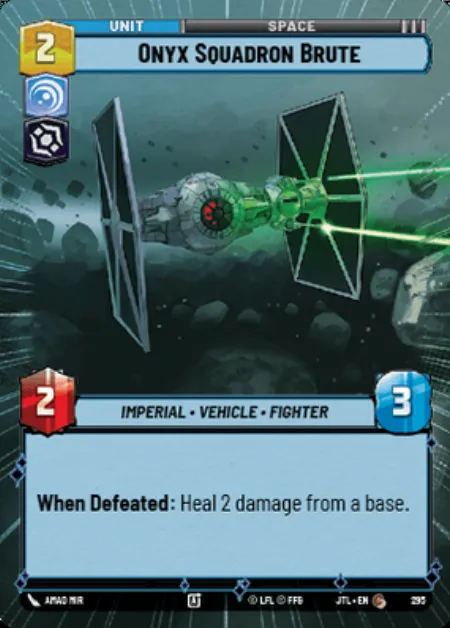 UNIT SPACE
2 ONYX SQUADRON BRUTE
2 IMPERIAL • VEHICLE • FIGHTER 3
When Defeated: Heal 2 damage from a base.
AMAD MIR © LFL © FFG JTL • EN 295